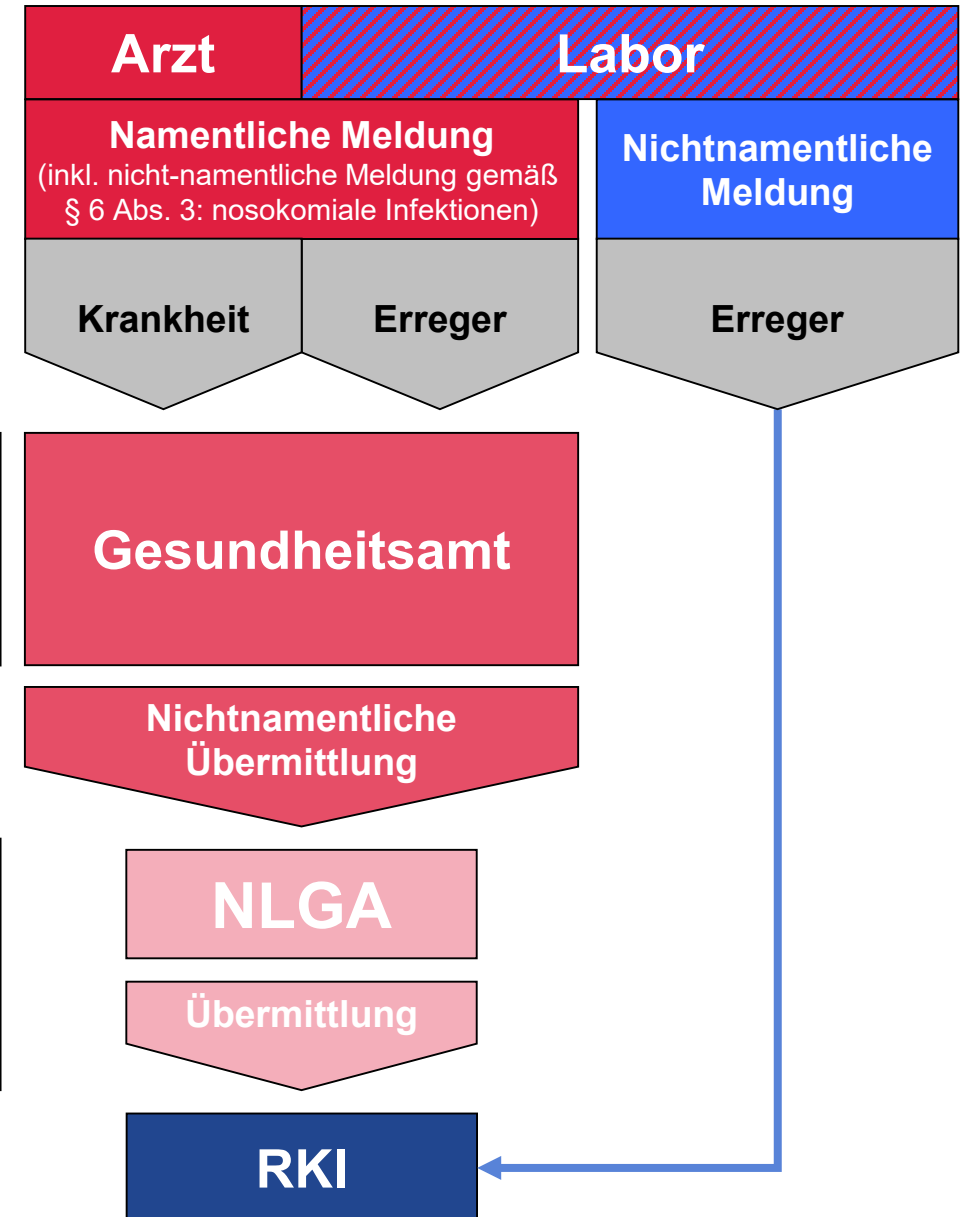 Arzt
Labor
Namentliche Meldung
(inkl. nicht-namentliche Meldung gemäß
§ 6 Abs. 3: nosokomiale Infektionen)
Nichtnamentliche
Meldung
Krankheit
Erreger
Erreger
Gesundheitsamt
Nichtnamentliche
Übermittlung
NLGA
Übermittlung
RKI